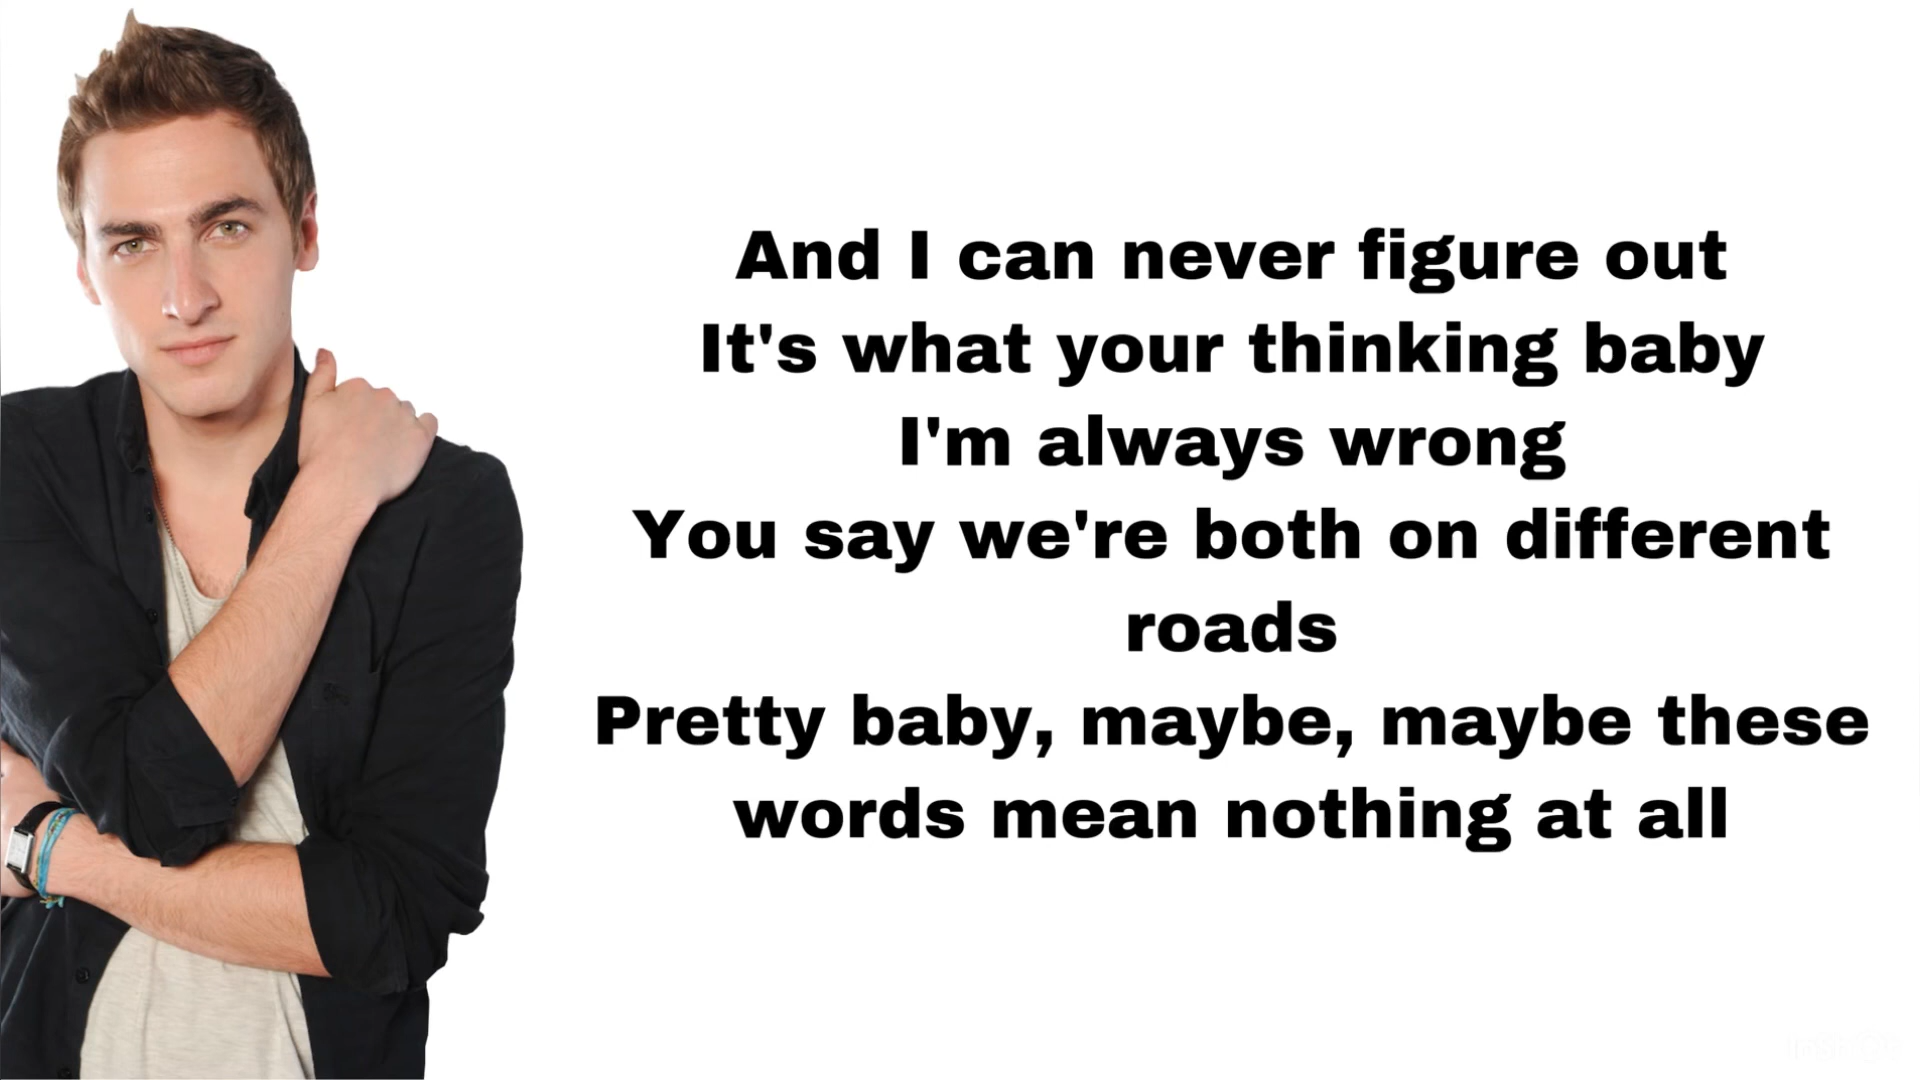 And I can never figure out
It's what your thinking baby
I'm always wrong
You say we're both on different
roads
Pretty baby, maybe, maybe these
words mean nothing at all